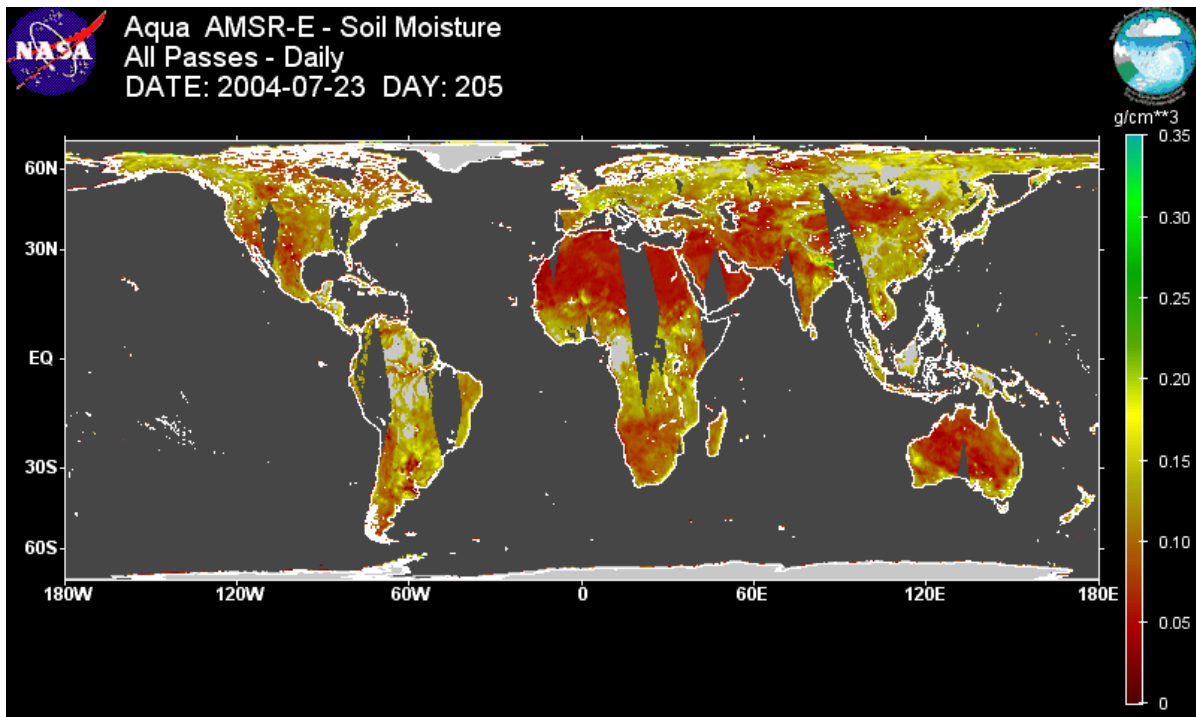 NASA
Aqua AMSR-E - Soil Moisture
All Passes - Daily
DATE: 2004-07-23 DAY: 205
g/cm**3
0.35
0.30
0.25
0.20
0.15
0.10
0.05
0
60N
30N
EQ
30S
60S
180W
120W
60W
0
60E
120E
180E